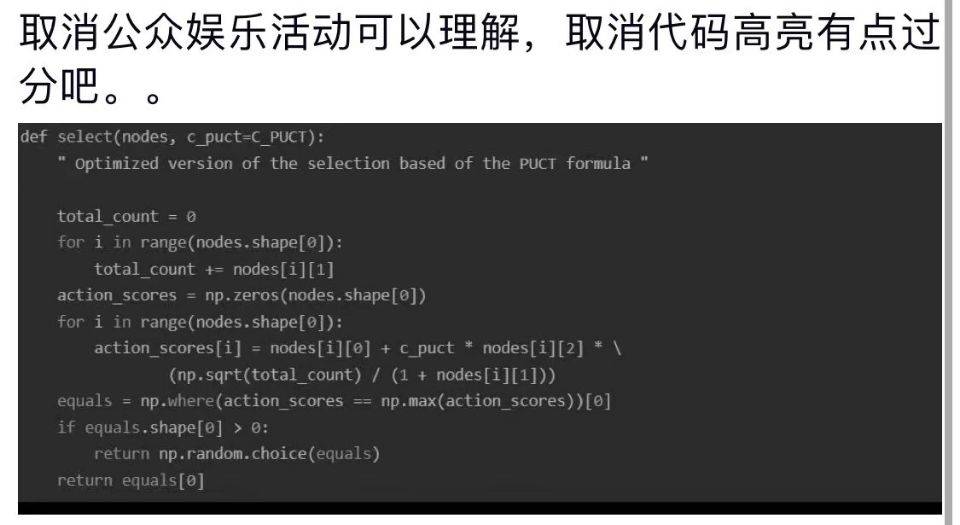 取消公众娱乐活动可以理解，取消代码高亮有点过
分吧。。
def select(nodes, c_puct=C_PUCT):
    " Optimized version of the selection based of the PUCT formula "
    total_count = 0
    for i in range(nodes.shape[0]):
        total_count += nodes[i][1]
    action_scores = np.zeros(nodes.shape[0])
    for i in range(nodes.shape[0]):
        action_scores[i] = nodes[i][0] + c_puct * nodes[i][2] * \
                (np.sqrt(total_count) / (1 + nodes[i][1]))
    equals = np.where(action_scores == np.max(action_scores))[0]
    if equals.shape[0] > 0:
        return np.random.choice(equals)
    return equals[0]